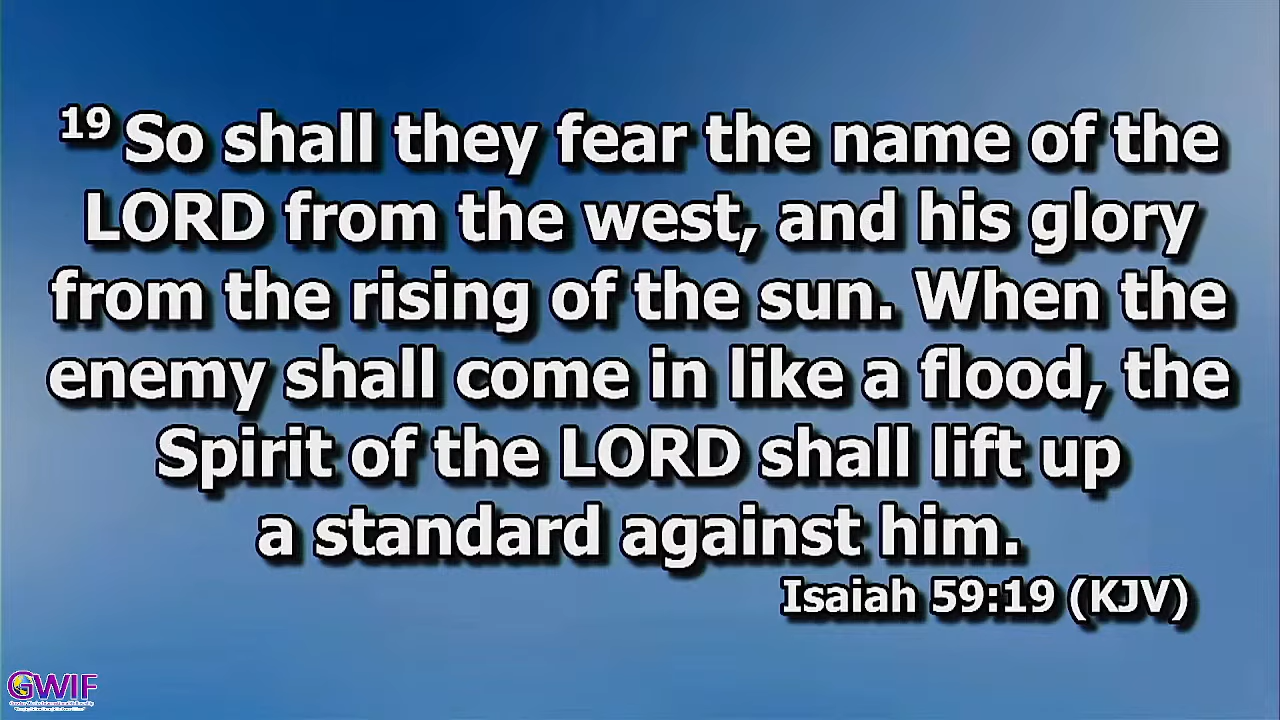 19 So shall they fear the name of the
LORD from the west, and his glory
from the rising of the sun. When the
enemy shall come in like a flood, the
Spirit of the LORD shall lift up
a standard against him.
Isaiah 59:19 (KJV)
GWIF